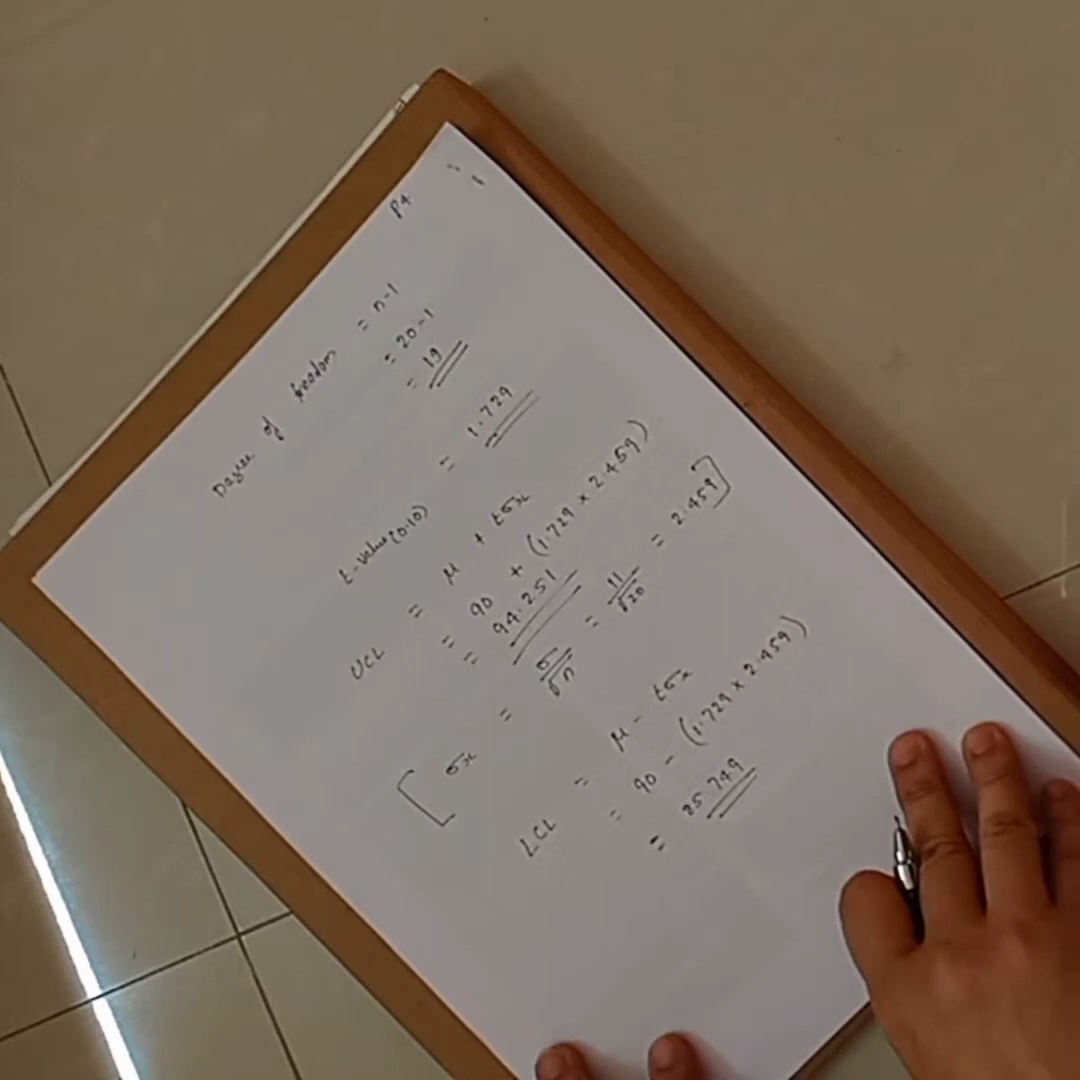 P4
Degree of freedom = n-1
= 20-1
= 19
t-value(0.10) = 1.729
UCL = μ + tσx
= 90 + (1.729 x 2.459)
= 94.251
[ σx = σ/√n = 11/√20 = 2.459]
LCL = μ - tσx
= 90 - (1.729 x 2.459)
= 85.749